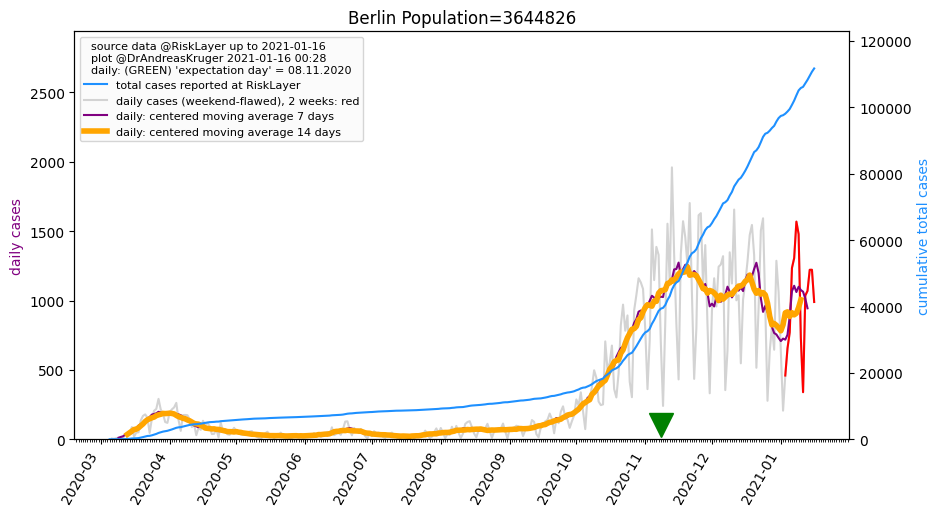 Berlin Population=3644826
source data @RiskLayer up to 2021-01-16
plot @DrAndreasKruger 2021-01-16 00:28
daily: (GREEN) 'expectation day' = 08.11.2020
total cases reported at RiskLayer
daily cases (weekend-flawed), 2 weeks: red
daily: centered moving average 7 days
daily: centered moving average 14 days
daily cases
2500
2000
1500
1000
500
0
120000
100000
80000
60000
40000
20000
0
cumulative total cases
2020-03
2020-04
2020-05
2020-06
2020-07
2020-08
2020-09
2020-10
2020-11
2020-12
2021-01